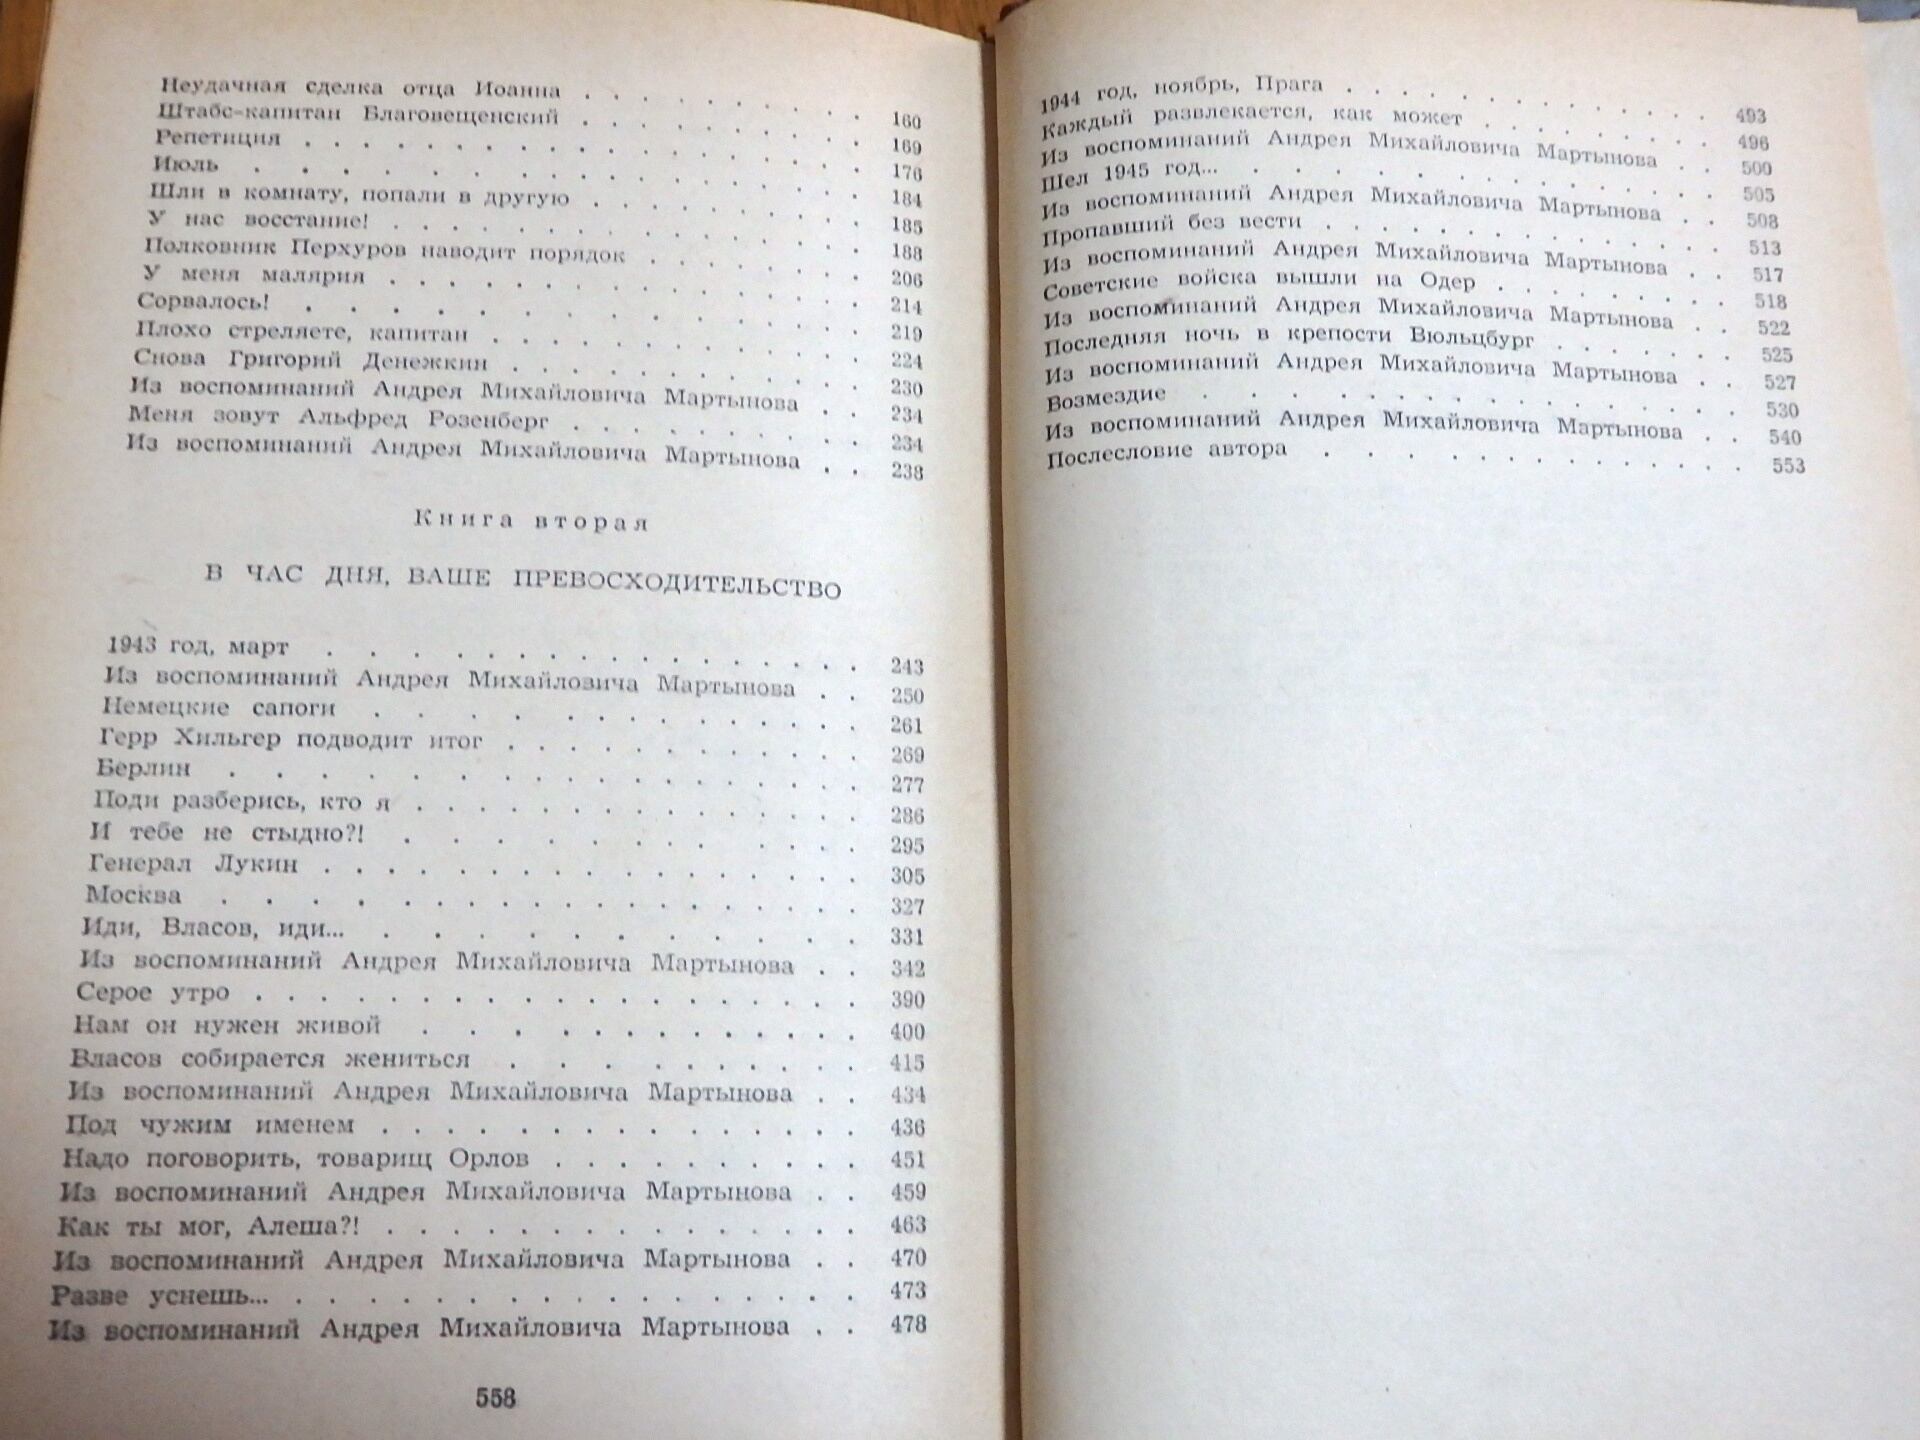 Неудачная сделка отца Иоанна . . . . . . . . . 160
Штабс-капитан Благовещенский . . . . . . . . . 169
Репетиция . . . . . . . . . . . . . . . . . 176
Июль . . . . . . . . . . . . . . . . 184
Шли в комнату, попали в другую . . . . . . . . . 185
У нас восстание! . . . . . . . . . . . . . . 188
Полковник Перхуров наводит порядок . . . . . . . 206
У меня малярия . . . . . . . . . . . . . . 214
Сорвалось! . . . . . . . . . . . . . . . 219
Плохо стреляете, капитан . . . . . . . . . . . 224
Снова Григорий Денежкин . . . . . . . . . . . 230
Из воспоминаний Андрея Михайловича Мартынова . . 234
Меня зовут Альфред Розенберг . . . . . . . . . 234
Из воспоминаний Андрея Михайловича Мартынова . . 238
Книга вторая
В ЧАС ДНЯ, ВАШЕ ПРЕВОСХОДИТЕЛЬСТВО
1943 год, март . . . . . . . . . . . . . . . 243
Из воспоминаний Андрея Михайловича Мартынова . . 250
Немецкие сапоги . . . . . . . . . . . . . 261
Герр Хильгер подводит итог . . . . . . . . . . . 269
Берлин . . . . . . . . . . . . . . . . . 277
Поди разберись, кто я . . . . . . . . . . . . . . 286
И тебе не стыдно?! . . . . . . . . . . . 295
Генерал Лукин . . . . . . . . . . . . . . . . . 305
Москва . . . . . . . . . . . . . . . . . . 327
Иди, Власов, иди... . . . . . . . . . . . 331
Из воспоминаний Андрея Михайловича Мартынова . . 342
Серое утро . . . . . . . . . . . . . . . . . . 390
Нам он нужен живой . . . . . . . . . . . 400
Власов собирается жениться . . . . . . . . . . 415
Из воспоминаний Андрея Михайловича Мартынова . . 434
Под чужим именем . . . . . . . . . . . . . . 436
Надо поговорить, товарищ Орлов . . . . . . . . . 451
Из воспоминаний Андрея Михайловича Мартынова . . 459
Как ты мог, Алеша?! . . . . . . . . . . . . . . 463
Из воспоминаний Андрея Михайловича Мартынова . . 470
Разве уснешь... . . . . . . . . . . . . . . . . 473
Из воспоминаний Андрея Михайловича Мартынова . . 478
558
1944 год, ноябрь, Прага . . . . . . . . . . . . 493
Каждый развлекается, как может . . . . . . . . 496
Из воспоминаний Андрея Михайловича Мартынова . . 500
Шел 1945 год... . . . . . . . . . . . . . . 505
Из воспоминаний Андрея Михайловича Мартынова . . 508
Пропавший без вести . . . . . . . . . . . . . 513
Из воспоминаний Андрея Михайловича Мартынова . . 517
Советские войска вышли на Одер . . . . . . . . 518
Из воспоминаний Андрея Михайловича Мартынова . . 522
Последняя ночь в крепости Вюльцбург . . . . . . 525
Из воспоминаний Андрея Михайловича Мартынова . . 527
Возмездие . . . . . . . . . . . . . . . . 530
Из воспоминаний Андрея Михайловича Мартынова . . 540
Послесловие автора . . . . . . . . . . . . . 553